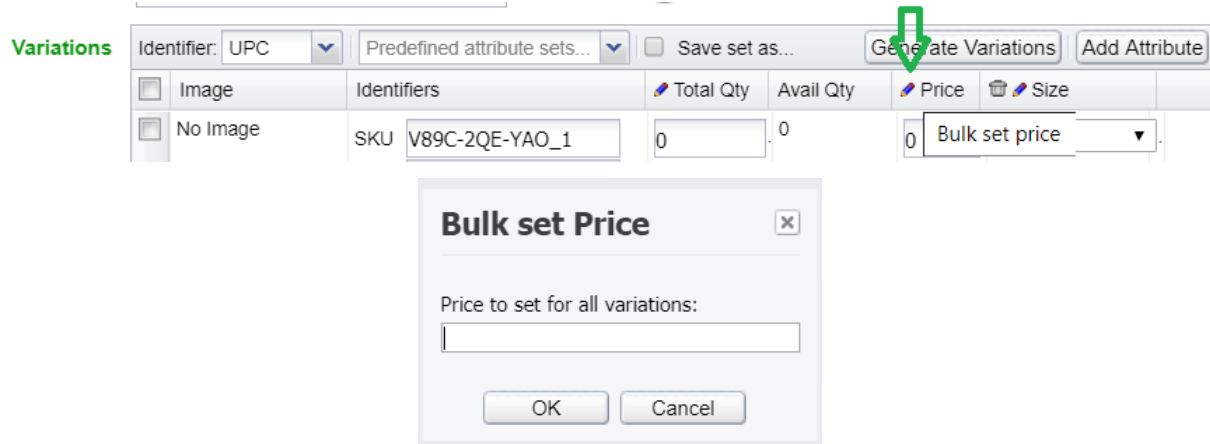 Variations Identifier: UPC Predefined attribute sets... Save set as... Generate Variations Add Attribute
Image Identifiers Total Qty Avail Qty Price Size
No Image SKU V89C-2QE-YAO_1 0 0 0 Bulk set price
Bulk set Price
Price to set for all variations:
OK Cancel